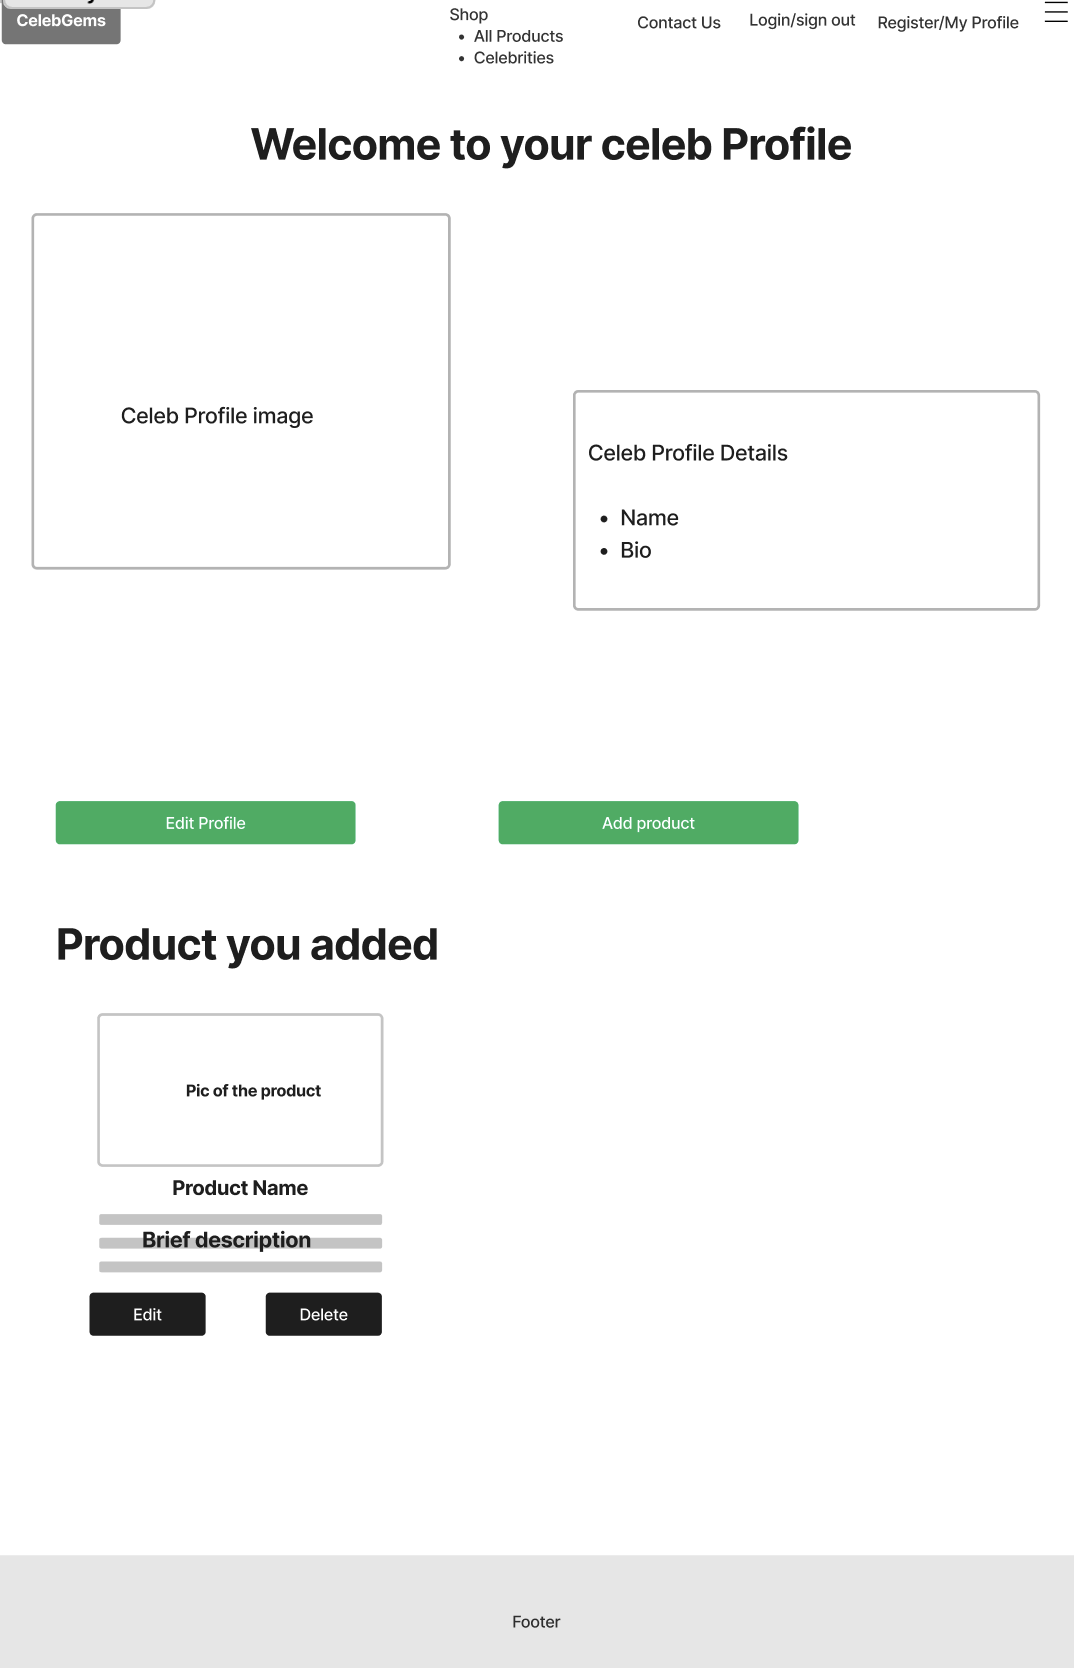 CelebGems
Shop
All Products
Celebrities
Contact Us
Login/sign out
Register/My Profile
Welcome to your celeb Profile
Celeb Profile image
Celeb Profile Details
Name
Bio
Edit Profile
Add product
Product you added
Pic of the product
Product Name
Brief description
Edit
Delete
Footer